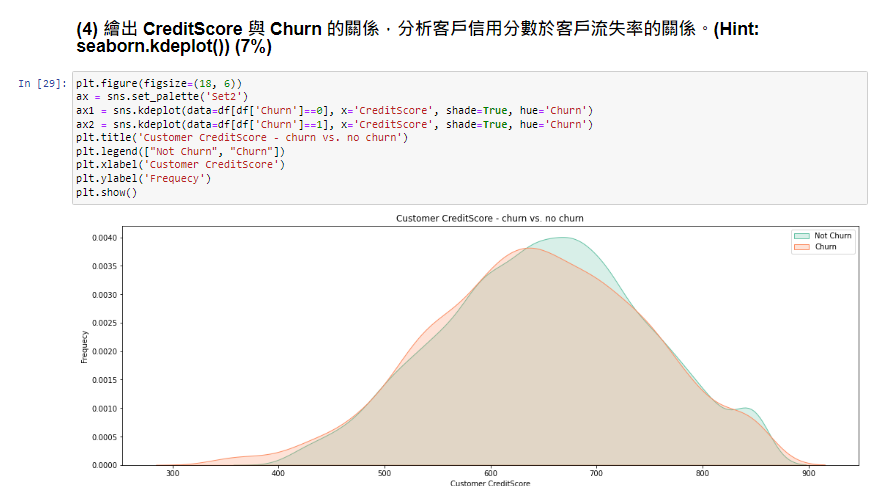 (4) 繪出 CreditScore 與 Churn 的關係，分析客戶信用分數於客戶流失率的關係。(Hint:
seaborn.kdeplot()) (7%)
In [29]: plt.figure(figsize=(18, 6))
ax = sns.set_palette('Set2')
ax1 = sns.kdeplot(data=df[df['Churn']==0], x='CreditScore', shade=True, hue='Churn')
ax2 = sns.kdeplot(data=df[df['Churn']==1], x='CreditScore', shade=True, hue='Churn')
plt.title('Customer CreditScore - churn vs. no churn')
plt.legend(["Not Churn", "Churn"])
plt.xlabel('Customer CreditScore')
plt.ylabel('Frequecy')
plt.show()
Customer CreditScore - churn vs. no churn
Not Churn
Churn
0.0040
0.0035
0.0030
0.0025
0.0020
0.0015
0.0010
0.0005
0.0000
Frequecy
300 400 500 600 700 800 900
Customer CreditScore